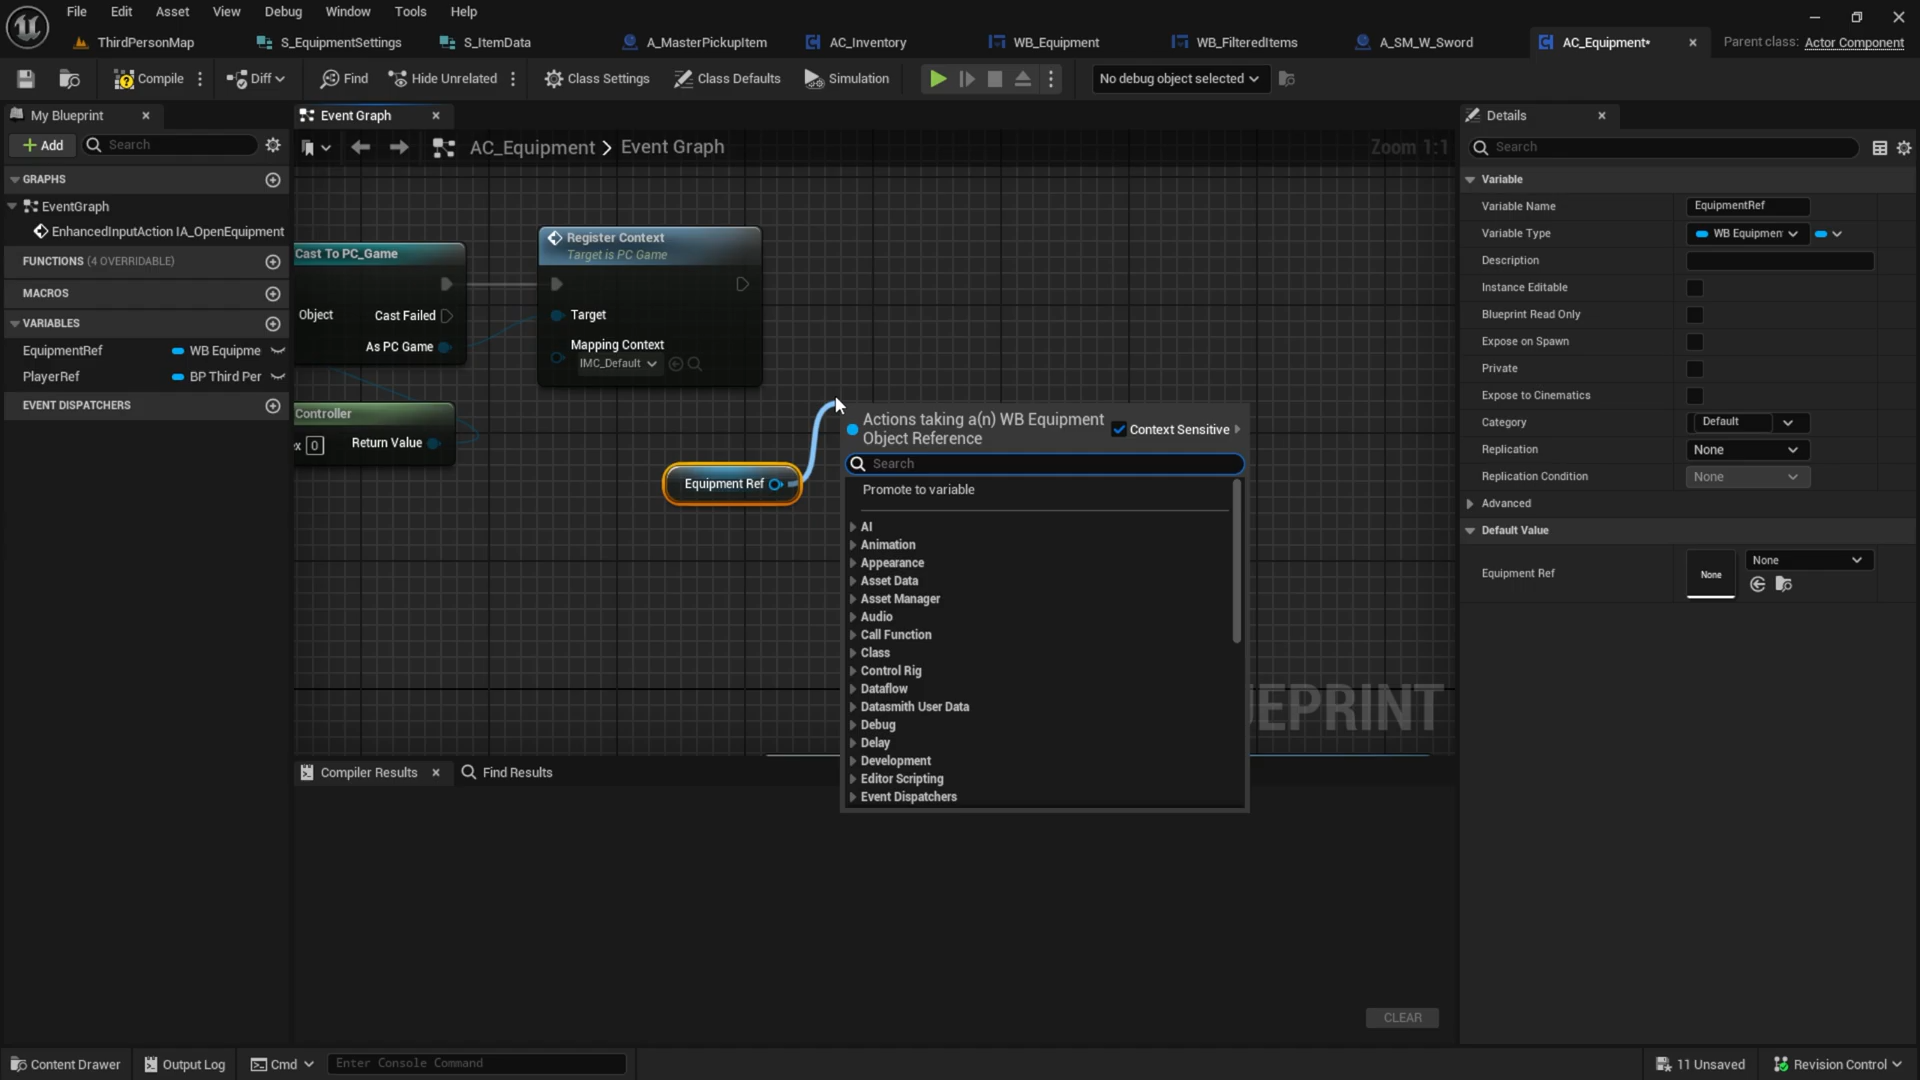 File Edit Asset View Debug Window Tools Help
ThirdPersonMap S_EquipmentSettings S_ItemData A_MasterPickupItem AC_Inventory WB_Equipment WB_FilteredItems A_SM_W_Sword AC_Equipment* Parent class: Actor Component
Compile Diff Find Hide Unrelated Class Settings Class Defaults Simulation No debug object selected
My Blueprint
Add Search
GRAPHS
EventGraph
EnhancedInputAction IA_OpenEquipment
FUNCTIONS (4 OVERRIDABLE)
MACROS
VARIABLES
EquipmentRef WB Equipme
PlayerRef BP Third Per
EVENT DISPATCHERS
Event Graph
AC_Equipment > Event Graph Zoom 1:1
Cast To PC_Game
Object Cast Failed
As PC Game
Controller
x 0 Return Value
Register Context
Target is PC Game
Target
Mapping Context
IMC_Default
Equipment Ref
Actions taking a(n) WB Equipment
Object Reference
Context Sensitive
Search
Promote to variable
AI
Animation
Appearance
Asset Data
Asset Manager
Audio
Call Function
Class
Control Rig
Dataflow
Datasmith User Data
Debug
Delay
Development
Editor Scripting
Event Dispatchers
EPRINT
Compiler Results Find Results
CLEAR
Details
Search
Variable
Variable Name EquipmentRef
Variable Type WB Equipmen
Description
Instance Editable
Blueprint Read Only
Expose on Spawn
Private
Expose to Cinematics
Category Default
Replication None
Replication Condition None
Advanced
Default Value
Equipment Ref None None
Content Drawer Output Log Cmd Enter Console Command 11 Unsaved Revision Control